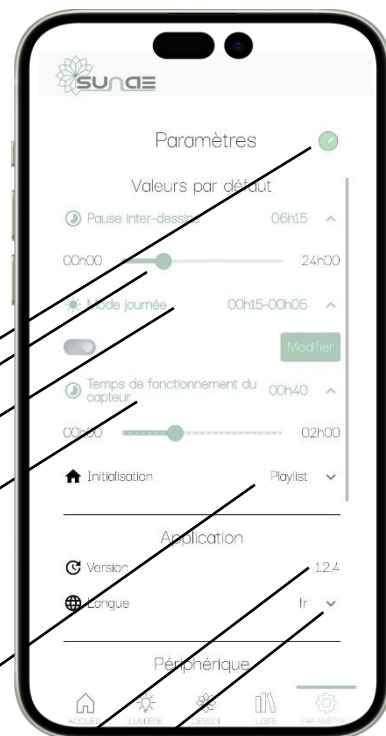 sunae
Paramètres
Valeurs par défaut
Pause inter-dessins 06h15
00h00 24h00
Mode journée 00h15-00h05
Modifier
Temps de fonctionnement du
capteur 00h40
00h00 02h00
Initialisation Playlist
Application
Version 1.2.4
Langue fr
Périphérique
ACCUEIL LUMIÈRE DESSIN LISTE PARAMÈTRES